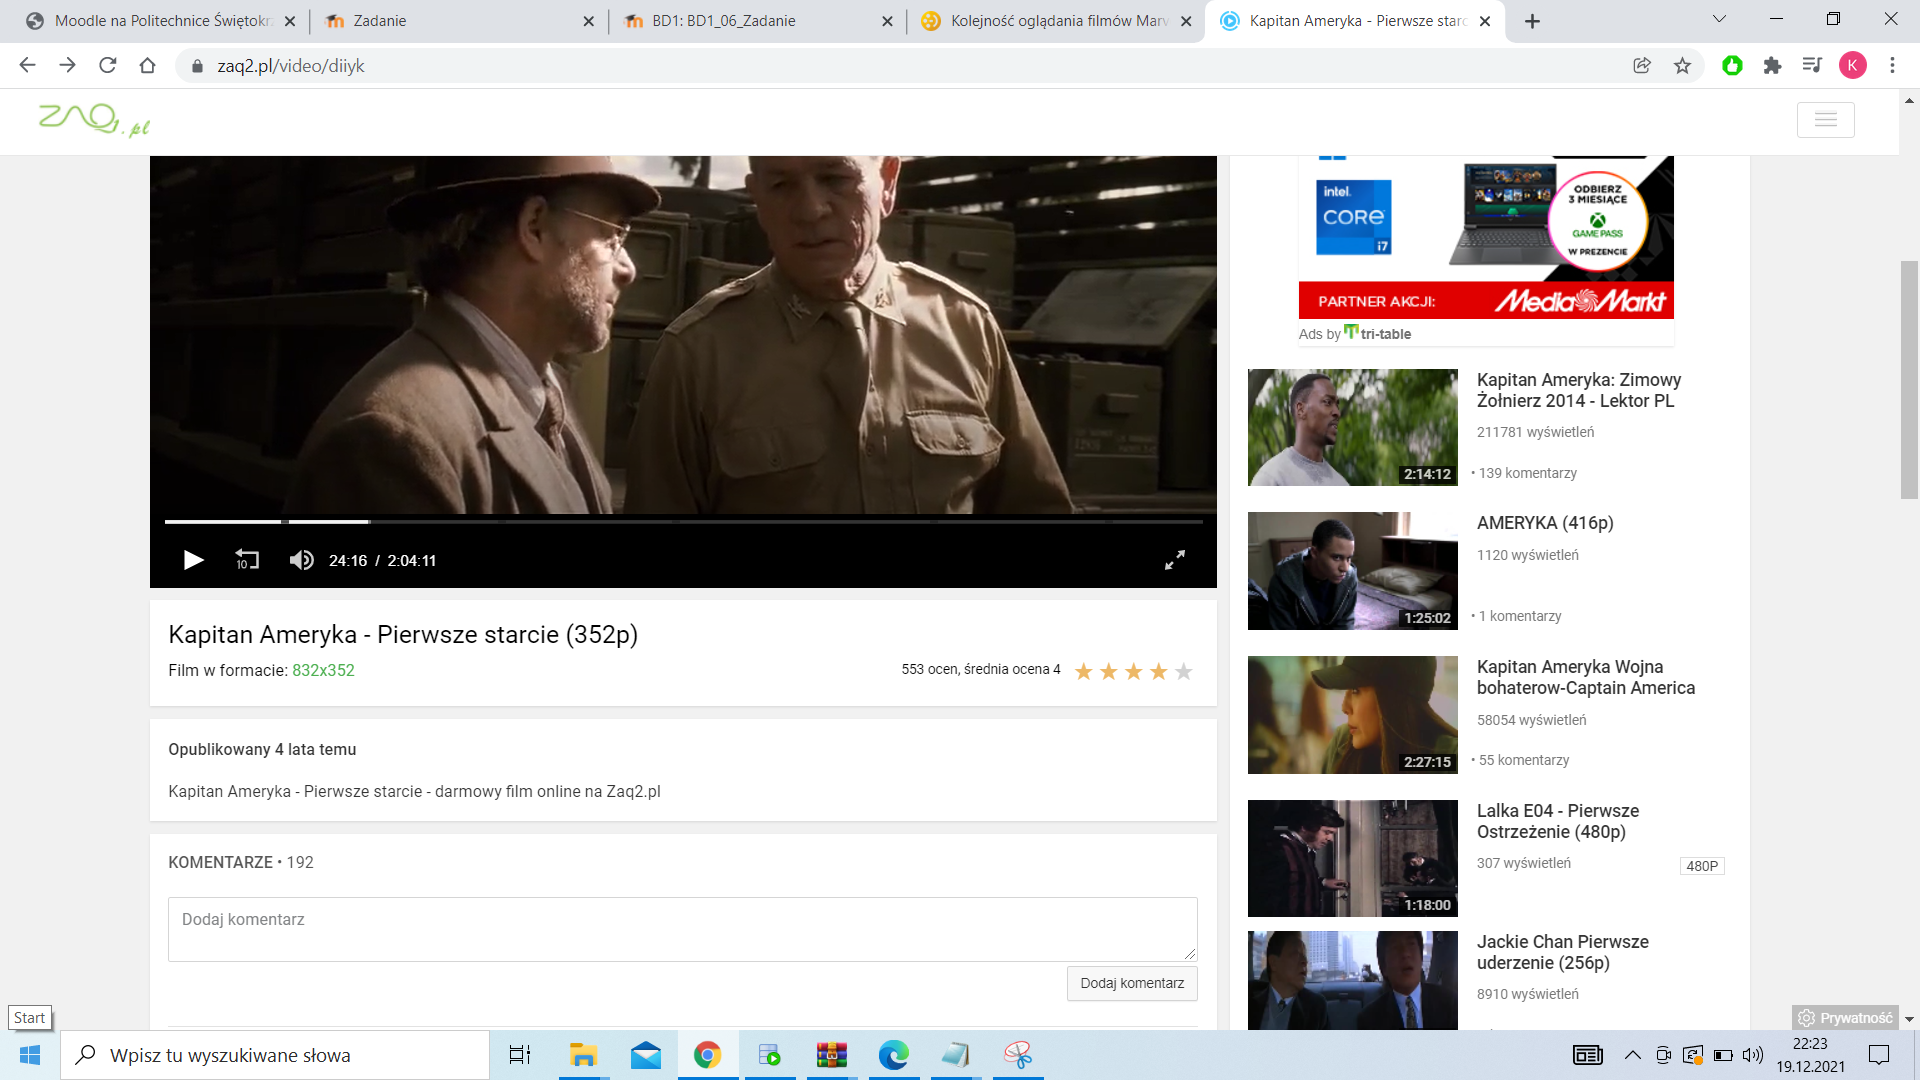 Moodle na Politechnice Świętokrz
Zadanie
BD1: BD1_06_Zadanie
Kolejność oglądania filmów Marv
Kapitan Ameryka - Pierwsze starc
zaq2.pl/video/diiyk
K
ZAQ.pl
intel.
CORE
i7
ODBIERZ
3 MIESIĄCE
GAME PASS
W PREZENCIE
PARTNER AKCJI:
Media Markt
Ads by tri-table
Kapitan Ameryka: Zimowy
Żołnierz 2014 - Lektor PL
211781 wyświetleń
2:14:12
• 139 komentarzy
AMERYKA (416p)
1120 wyświetleń
1:25:02
• 1 komentarzy
10
24:16 / 2:04:11
Kapitan Ameryka - Pierwsze starcie (352p)
Film w formacie: 832x352
553 ocen, średnia ocena 4
Kapitan Ameryka Wojna
bohaterow-Captain America
58054 wyświetleń
2:27:15
• 55 komentarzy
Opublikowany 4 lata temu
Kapitan Ameryka - Pierwsze starcie - darmowy film online na Zaq2.pl
Lalka E04 - Pierwsze
Ostrzeżenie (480p)
307 wyświetleń
480P
1:18:00
KOMENTARZE • 192
Dodaj komentarz
Dodaj komentarz
Jackie Chan Pierwsze
uderzenie (256p)
8910 wyświetleń
Prywatność
Start
Wpisz tu wyszukiwane słowa
22:23
19.12.2021